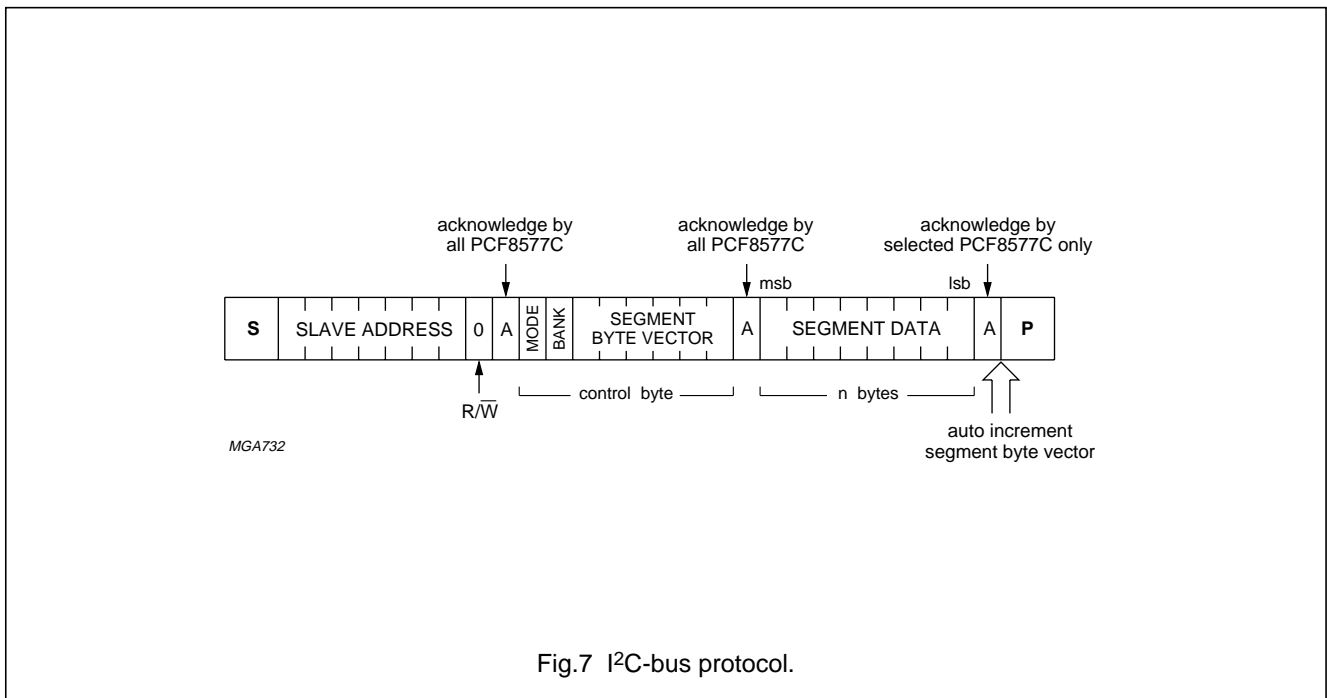 acknowledge by
all PCF8577C
acknowledge by
all PCF8577C
acknowledge by
selected PCF8577C only
msb
lsb
S SLAVE ADDRESS 0 A MODE BANK SEGMENT BYTE VECTOR A SEGMENT DATA A P
R/W̅
control byte
n bytes
auto increment
segment byte vector
MGA732
Fig.7 I²C-bus protocol.